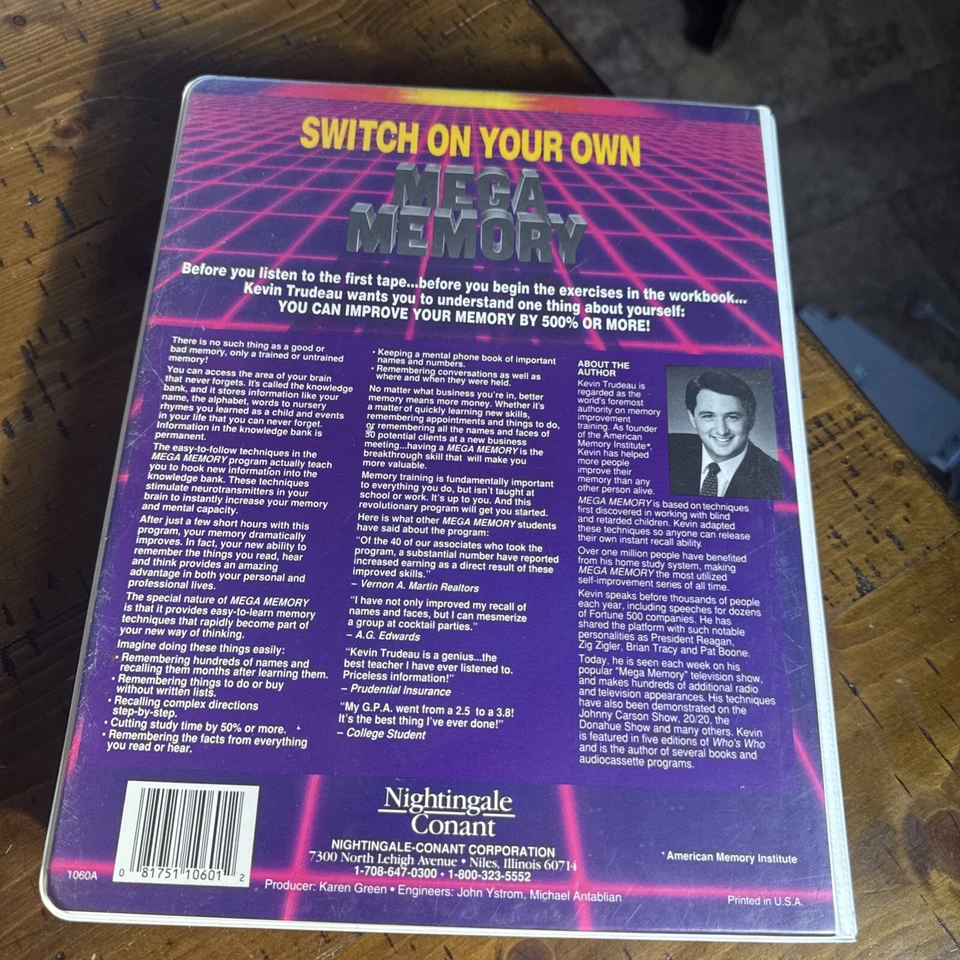 SWITCH ON YOUR OWN
MEGA
MEMORY
Before you listen to the first tape...before you begin the exercises in the workbook...
Kevin Trudeau wants you to understand one thing about yourself:
YOU CAN IMPROVE YOUR MEMORY BY 500% OR MORE!
There is no such thing as a good or
bad memory, only a trained or untrained
memory!
You can access the area of your brain
that never forgets. It's called the knowledge
bank, and it stores information like your
name, the alphabet, words to nursery
rhymes you learned as a child and events
in your life that you can never forget.
Information in the knowledge bank is
permanent.
The easy-to-follow techniques in the
MEGA MEMORY program actually teach
you to hook new information into the
knowledge bank. These techniques
stimulate neurotransmitters in your
brain to instantly increase your memory
and mental capacity.
After just a few short hours with this
program, your memory dramatically
improves. In fact, your new ability to
remember the things you read, hear
and think provides an amazing
advantage in both your personal and
professional lives.
The special nature of MEGA MEMORY
is that it provides easy-to-learn memory
techniques that rapidly become part of
your new way of thinking.
Imagine doing these things easily:
• Remembering hundreds of names and
recalling them months after learning them.
• Remembering things to do or buy
without written lists.
• Recalling complex directions
step-by-step.
• Cutting study time by 50% or more.
• Remembering the facts from everything
you read or hear.
• Keeping a mental phone book of important
names and numbers.
• Remembering conversations as well as
where and when they were held.
No matter what business you're in, better
memory means more money. Whether it's
a matter of quickly learning new skills,
remembering appointments and things to do,
or remembering all the names and faces of
30 potential clients at a new business
meeting...having a MEGA MEMORY is the
breakthrough skill that will make you
more valuable.
Memory training is fundamentally important
to everything you do, but isn't taught at
school or work. It's up to you. And this
revolutionary program will get you started.
Here is what other MEGA MEMORY students
have said about the program:
"Of the 40 of our associates who took the
program, a substantial number have reported
increased earning as a direct result of these
improved skills."
– Vernon A. Martin Realtors
"I have not only improved my recall of
names and faces, but I can mesmerize
a group at cocktail parties."
– A.G. Edwards
"Kevin Trudeau is a genius...the
best teacher I have ever listened to.
Priceless information!"
– Prudential Insurance
"My G.P.A. went from a 2.5 to a 3.8!
It's the best thing I've ever done!"
– College Student
ABOUT THE
AUTHOR
Kevin Trudeau is
regarded as the
world's foremost
authority on memory
improvement
training. As founder
of the American
Memory Institute*,
Kevin has helped
more people
improve their
memory than any
other person alive.
MEGA MEMORY is based on techniques
first discovered in working with blind
and retarded children. Kevin adapted
these techniques so anyone can release
their own instant recall ability.
Over one million people have benefited
from his home study system, making
MEGA MEMORY the most utilized
self-improvement series of all time.
Kevin speaks before thousands of people
each year, including speeches for dozens
of Fortune 500 companies. He has
shared the platform with such notable
personalities as President Reagan,
Zig Zigler, Brian Tracy and Pat Boone.
Today, he is seen each week on his
popular "Mega Memory" television show,
and makes hundreds of additional radio
and television appearances. His techniques
have also been demonstrated on the
Johnny Carson Show, 20/20, the
Donahue Show and many others. Kevin
is featured in five editions of Who's Who
and is the author of several books and
audiocassette programs.
1060A
0 81751 10601 2
Nightingale
Conant
NIGHTINGALE-CONANT CORPORATION
7300 North Lehigh Avenue • Niles, Illinois 60714
1-708-647-0300 • 1-800-323-5552
Producer: Karen Green • Engineers: John Ystrom, Michael Antablian
* American Memory Institute
Printed in U.S.A.